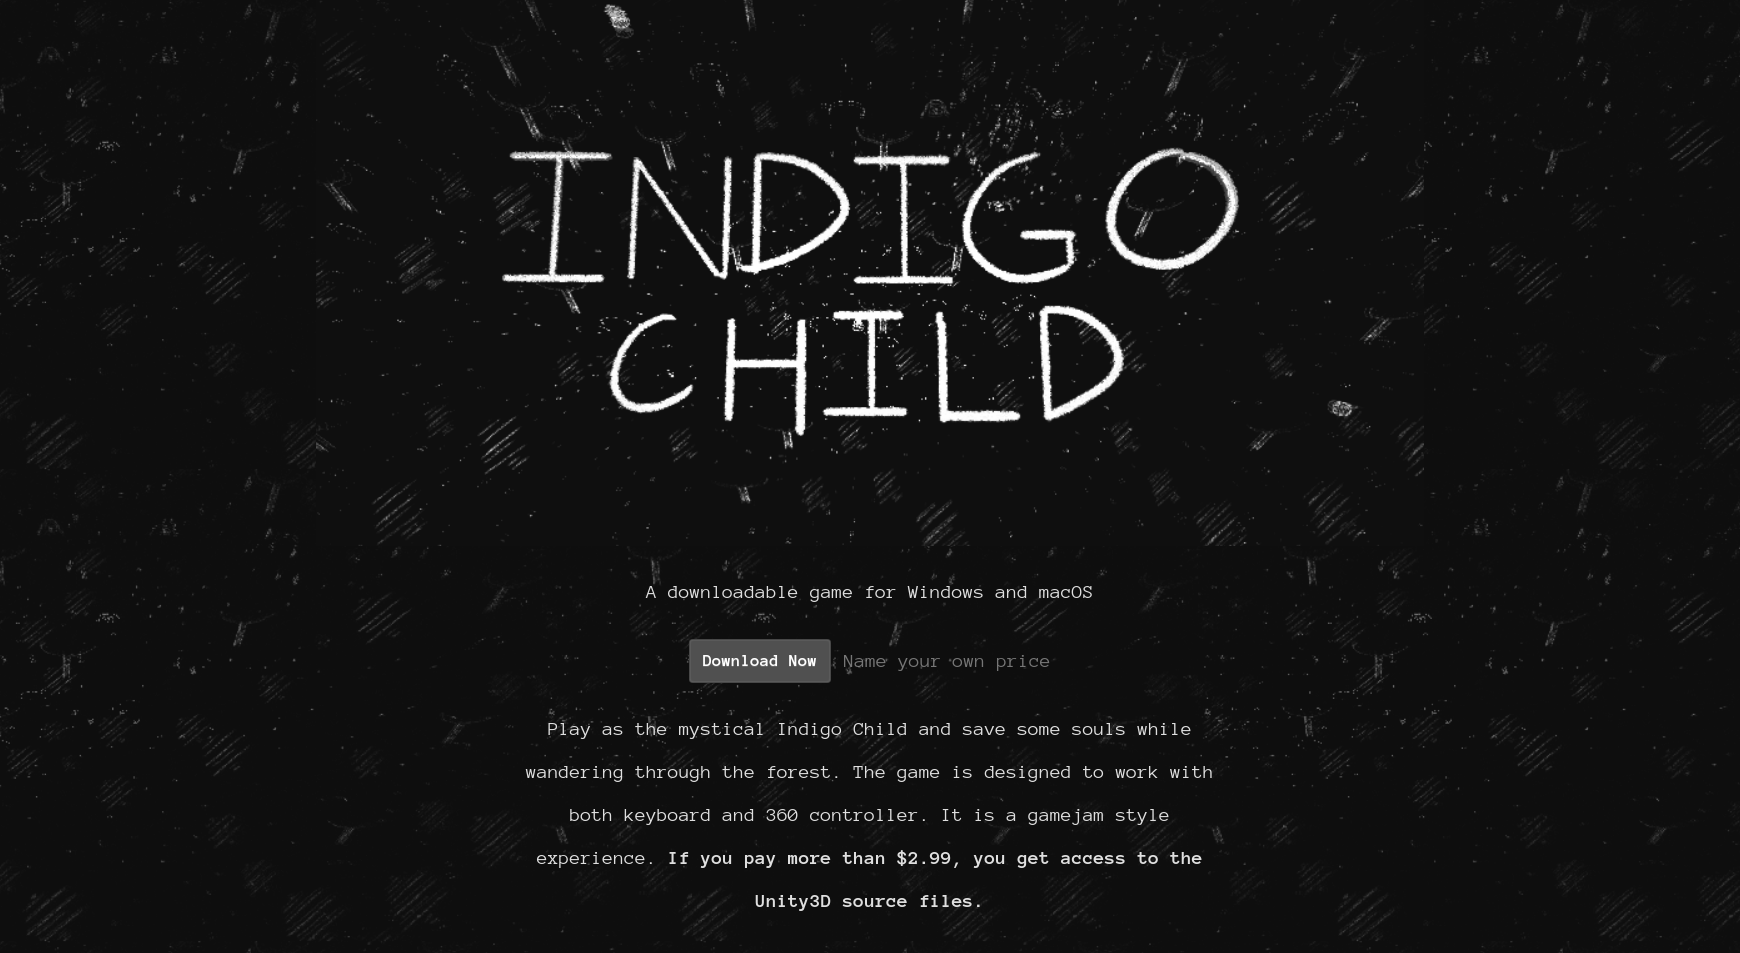 INDIGO
CHILD
A downloadable game for Windows and macOS
Download Now Name your own price
Play as the mystical Indigo Child and save some souls while
wandering through the forest. The game is designed to work with
both keyboard and 360 controller. It is a gamejam style
experience. If you pay more than $2.99, you get access to the
Unity3D source files.